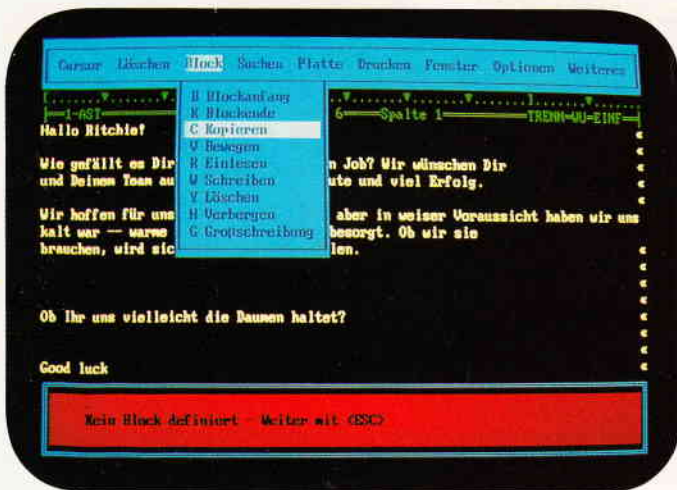 Cursor Löschen Block Suchen Platte Drucken Fenster Optionen Weiteres
1-AST 6 Spalte 1 TRENN-WU-EINF
B Blockanfang
K Blockende
C Kopieren
V Bewegen
R Einlesen
W Schreiben
Y Löschen
H Verbergen
G Großschreibung
Hallo Ritchie!
Wie gefällt es Dir n Job? Wir wünschen Dir
und Deinem Team au ute und viel Erfolg.
Wir hoffen für uns aber in weiser Voraussicht haben wir uns
kalt war -- warme besorgt. Ob wir sie
brauchen, wird sic len.
Ob Ihr uns vielleicht die Daumen haltet?
Good luck
Kein Block definiert - Weiter mit <ESC>